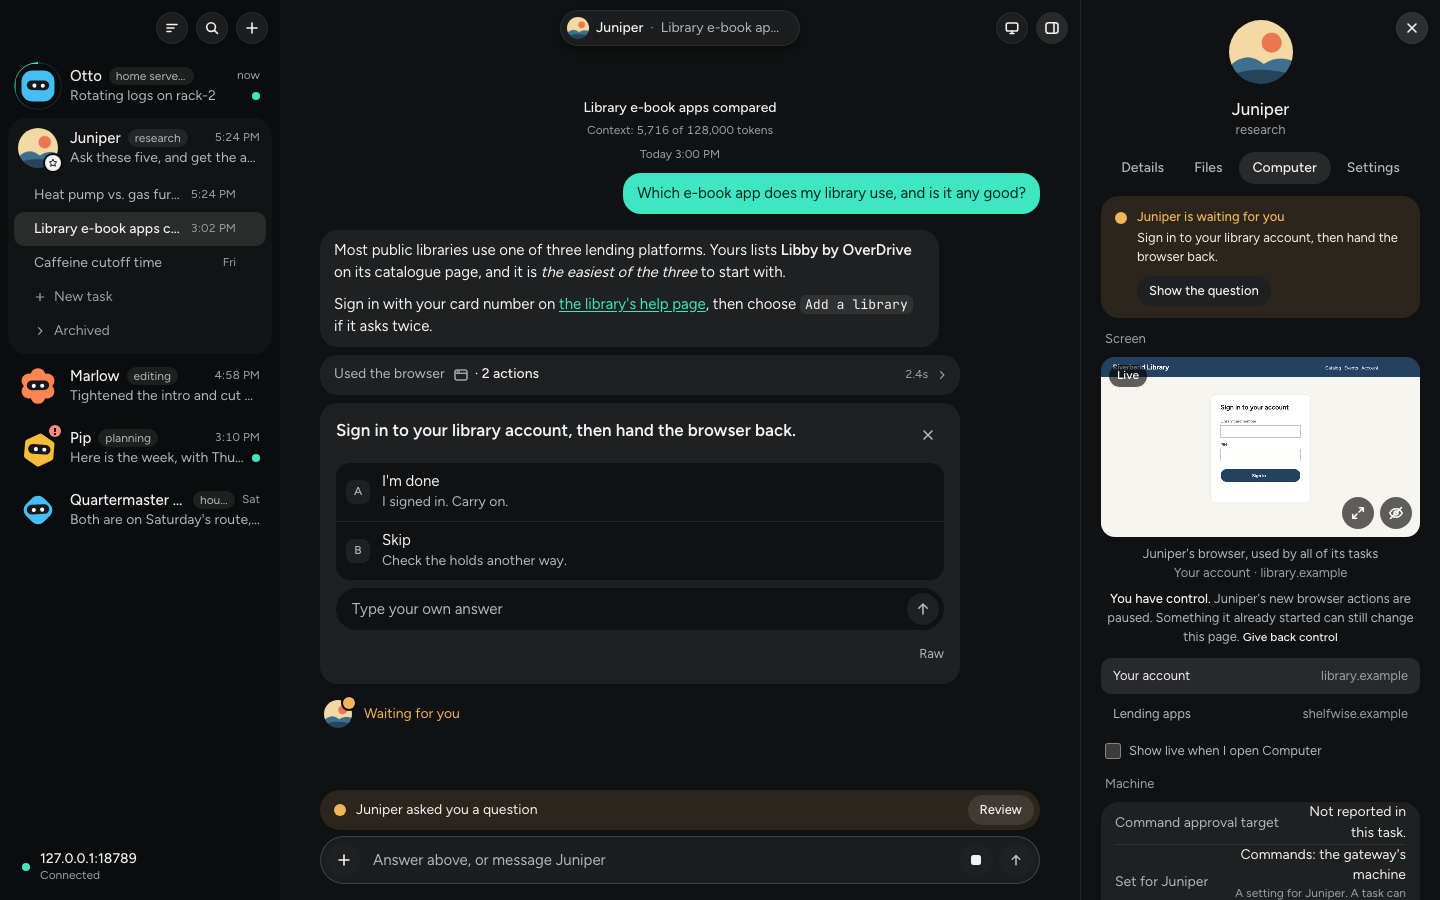 Otto
home serve...
now
Rotating logs on rack-2
Juniper
research
5:24 PM
Ask these five, and get the a...
Heat pump vs. gas fur...
5:24 PM
Library e-book apps c...
3:02 PM
Caffeine cutoff time
Fri
New task
Archived
Marlow
editing
4:58 PM
Tightened the intro and cut ...
Pip
planning
3:10 PM
Here is the week, with Thu...
Quartermaster ...
hou...
Sat
Both are on Saturday's route,...
127.0.0.1:18789
Connected
Juniper · Library e-book ap...
Library e-book apps compared
Context: 5,716 of 128,000 tokens
Today 3:00 PM
Which e-book app does my library use, and is it any good?
Most public libraries use one of three lending platforms. Yours lists Libby by OverDrive
on its catalogue page, and it is the easiest of the three to start with.
Sign in with your card number on the library's help page, then choose Add a library
if it asks twice.
Used the browser · 2 actions
2.4s
Sign in to your library account, then hand the browser back.
A
I'm done
I signed in. Carry on.
B
Skip
Check the holds another way.
Type your own answer
Raw
Waiting for you
Juniper asked you a question
Review
Answer above, or message Juniper
Juniper
research
Details
Files
Computer
Settings
Juniper is waiting for you
Sign in to your library account, then hand the
browser back.
Show the question
Screen
Live
Library
Catalog Events Account
Sign in to your account
Library card number
PIN
Sign in
Juniper's browser, used by all of its tasks
Your account · library.example
You have control. Juniper's new browser actions are
paused. Something it already started can still change
this page. Give back control
Your account
library.example
Lending apps
shelfwise.example
Show live when I open Computer
Machine
Command approval target
Not reported in
this task.
Set for Juniper
Commands: the gateway's
machine
A setting for Juniper. A task can